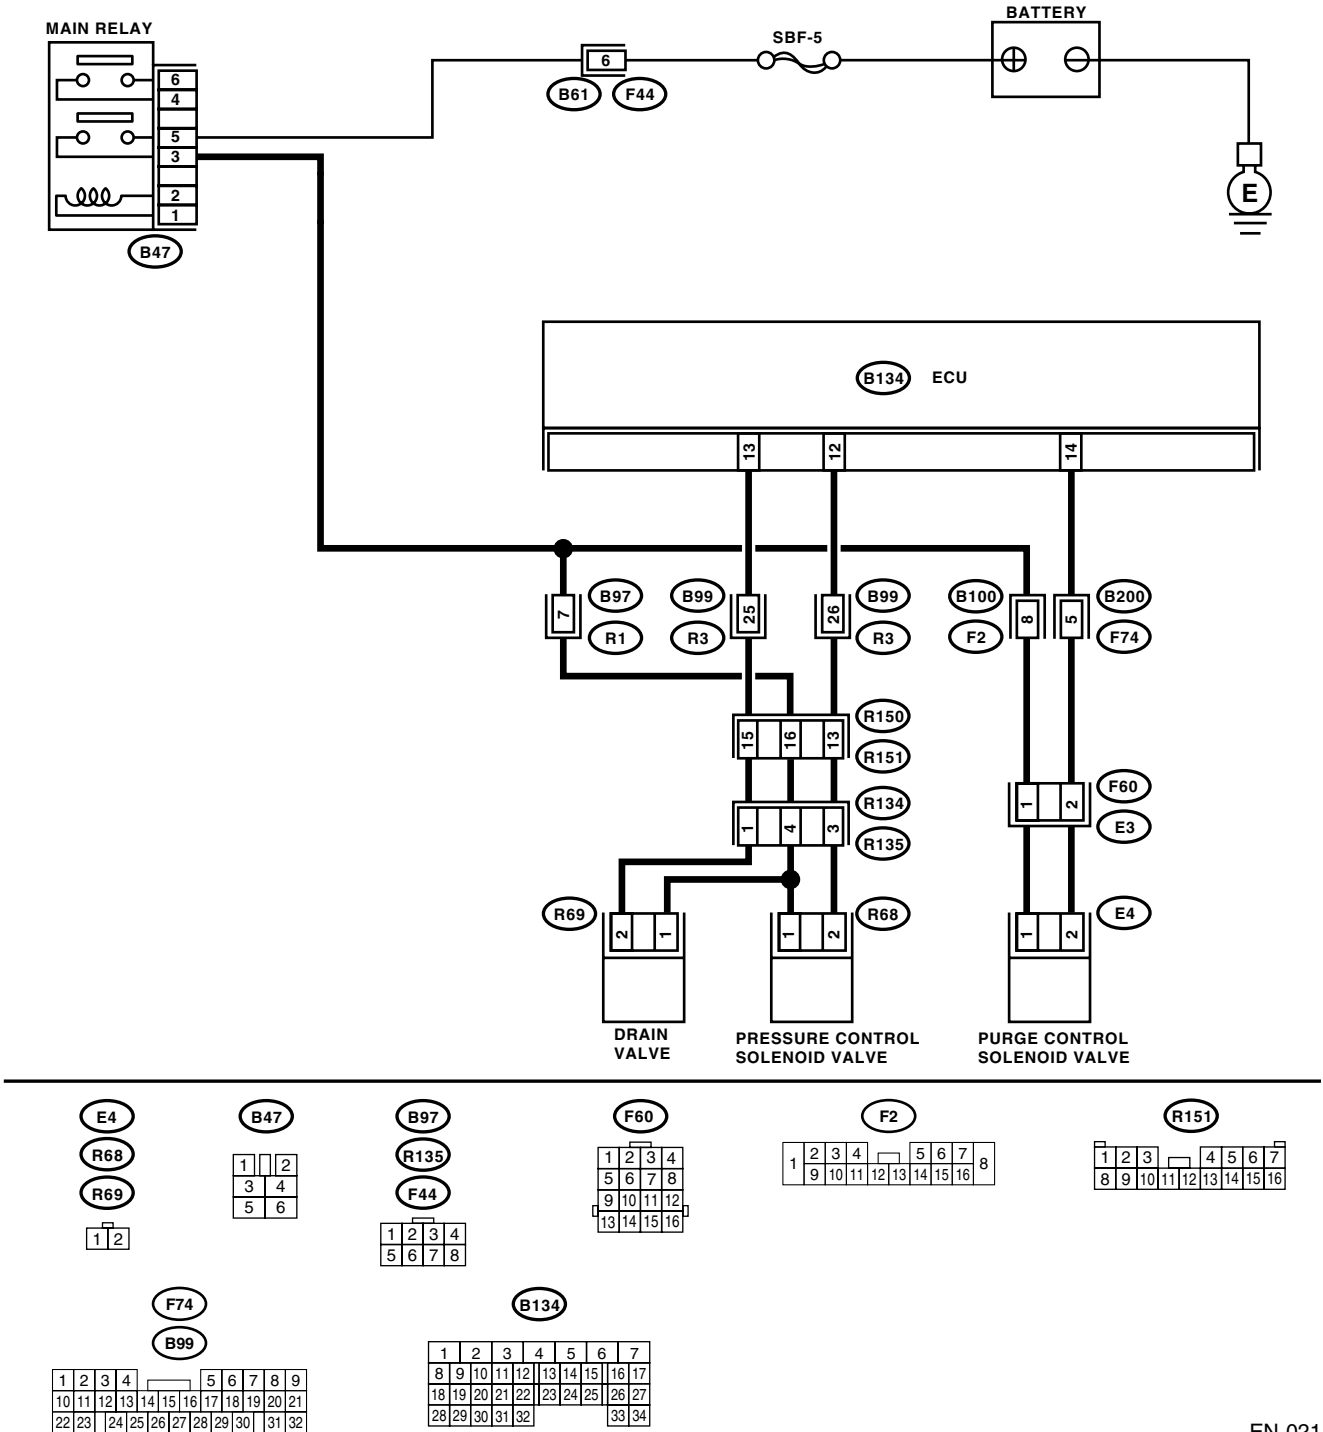 BATTERY
MAIN RELAY
SBF-5
6
B61 F44
6
4
5
3
2
1
B47
E
B134 ECU
13 12 14
7 B97 B99 25 26 B99 B100 8 5 B200
R1 R3 R3 F2 F74
R150
15 16 13
R151
F60
R134
1 2
1 4 3
E3
R135
R69 2 1 1 2 R68 1 2 E4
DRAIN
VALVE
PRESSURE CONTROL
SOLENOID VALVE
PURGE CONTROL
SOLENOID VALVE
E4 B47 B97 F60 F2 R151
R68 R135
R69 F44
1 2
1 2
3 4
5 6
1 2 3 4
5 6 7 8
1 2 3 4
5 6 7 8
9 10 11 12
13 14 15 16
1 2 3 4 5 6 7 8
9 10 11 12 13 14 15 16
1 2 3 4 5 6 7
8 9 10 11 12 13 14 15 16
F74 B134
B99
1 2 3 4 5 6 7 8 9
10 11 12 13 14 15 16 17 18 19 20 21
22 23 24 25 26 27 28 29 30 31 32
1 2 3 4 5 6 7
8 9 10 11 12 13 14 15 16 17
18 19 20 21 22 23 24 25 26 27
28 29 30 31 32 33 34
EN-021